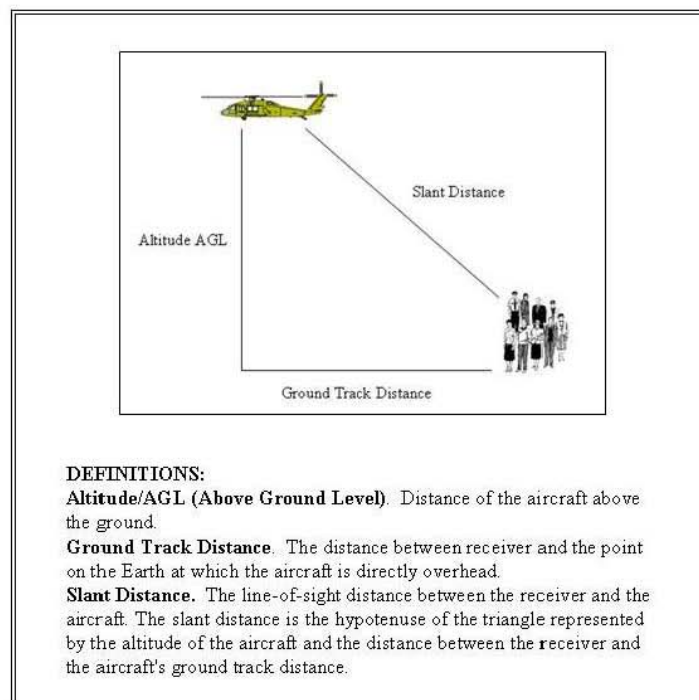 Slant Distance
Altitude AGL
Ground Track Distance
DEFINITIONS:
Altitude/AGL (Above Ground Level).  Distance of the aircraft above
the ground.
Ground Track Distance.  The distance between receiver and the point
on the Earth at which the aircraft is directly overhead.
Slant Distance.  The line-of-sight distance between the receiver and the
aircraft. The slant distance is the hypotenuse of the triangle represented
by the altitude of the aircraft and the distance between the receiver and
the aircraft's ground track distance.